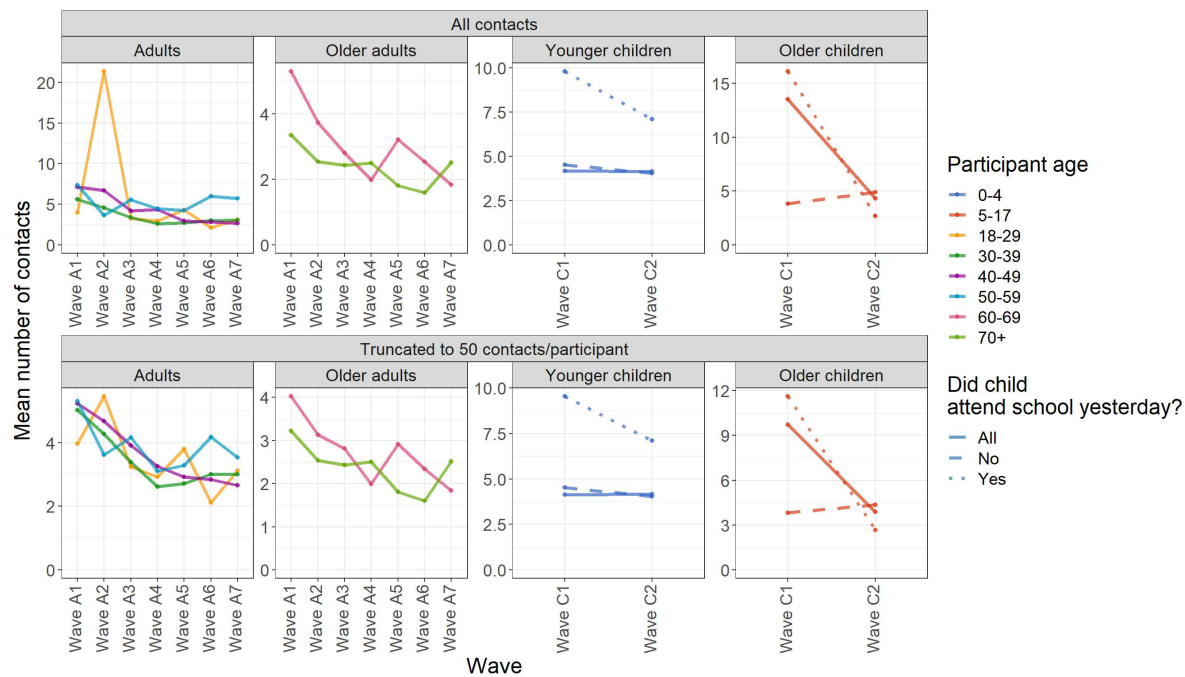 All contacts
Adults
Older adults
Younger children
Older children
20
15
10
5
0
4
2
0
10.0
7.5
5.0
2.5
0.0
15
10
5
0
Wave A1
Wave A2
Wave A3
Wave A4
Wave A5
Wave A6
Wave A7
Wave A1
Wave A2
Wave A3
Wave A4
Wave A5
Wave A6
Wave A7
Wave C1
Wave C2
Wave C1
Wave C2
Mean number of contacts
Truncated to 50 contacts/participant
Adults
Older adults
Younger children
Older children
4
2
0
4
3
2
1
0
10.0
7.5
5.0
2.5
0.0
12
9
6
3
0
Wave A1
Wave A2
Wave A3
Wave A4
Wave A5
Wave A6
Wave A7
Wave A1
Wave A2
Wave A3
Wave A4
Wave A5
Wave A6
Wave A7
Wave C1
Wave C2
Wave C1
Wave C2
Wave
Participant age
0-4
5-17
18-29
30-39
40-49
50-59
60-69
70+
Did child
attend school yesterday?
All
No
Yes